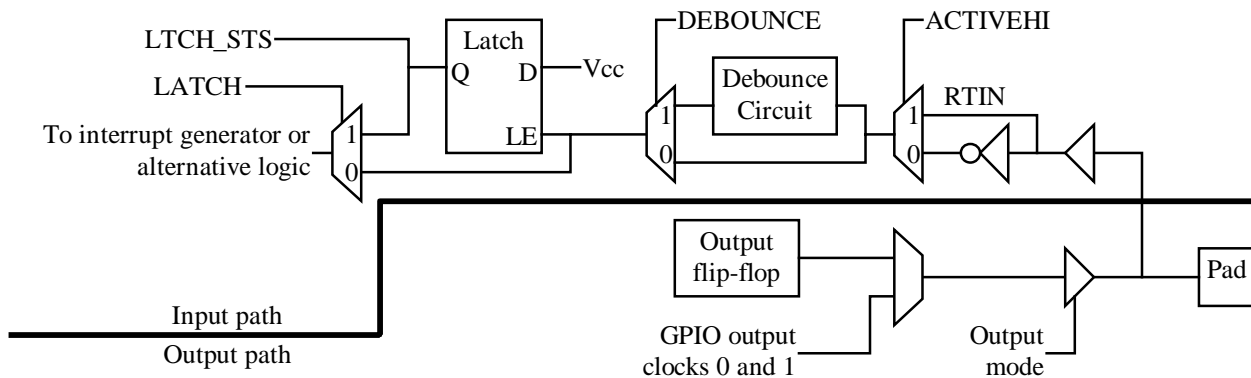 DEBOUNCE
ACTIVEHI
LTCH_STS
Latch
Q
D
Vcc
LATCH
Debounce
Circuit
RTIN
1
1
1
To interrupt generator or
alternative logic
LE
0
0
0
Output
flip-flop
Pad
Input path
Output path
GPIO output
clocks 0 and 1
Output
mode